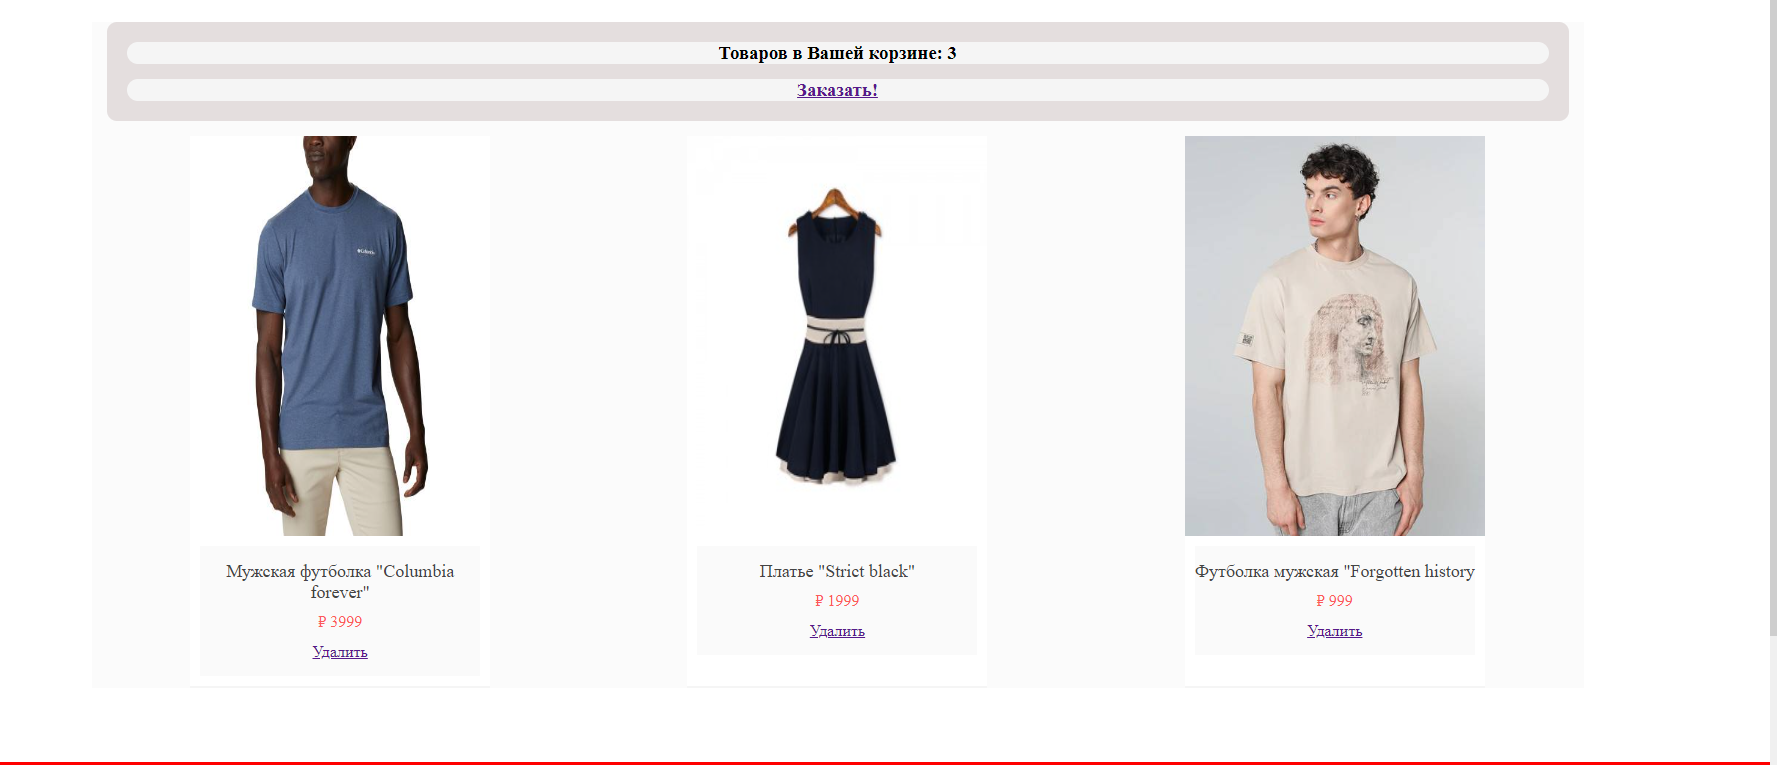 Товаров в Вашей корзине: 3
Заказать!
Columbia
Мужская футболка "Columbia
forever"
₽ 3999
Удалить
Платье "Strict black"
₽ 1999
Удалить
Футболка мужская "Forgotten history
₽ 999
Удалить